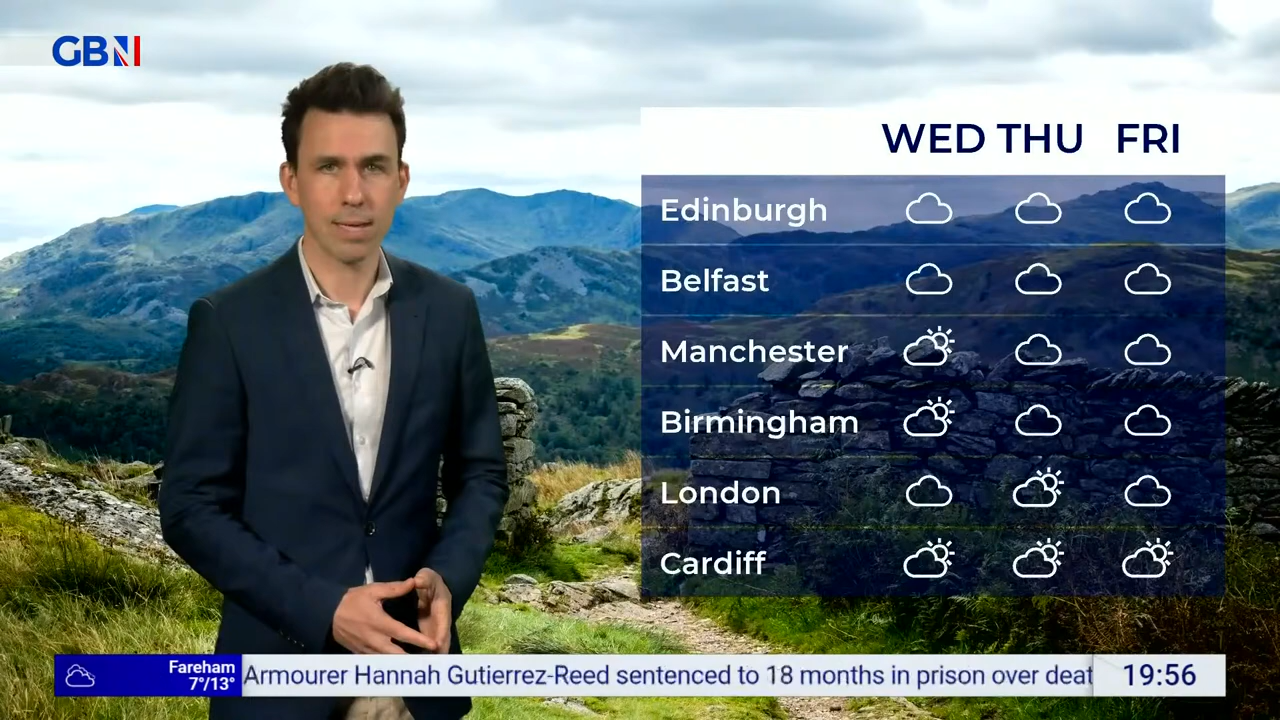 GBN
WED THU FRI
Edinburgh
Belfast
Manchester
Birmingham
London
Cardiff
Fareham
7°/13°
Armourer Hannah Gutierrez-Reed sentenced to 18 months in prison over deat
19:56